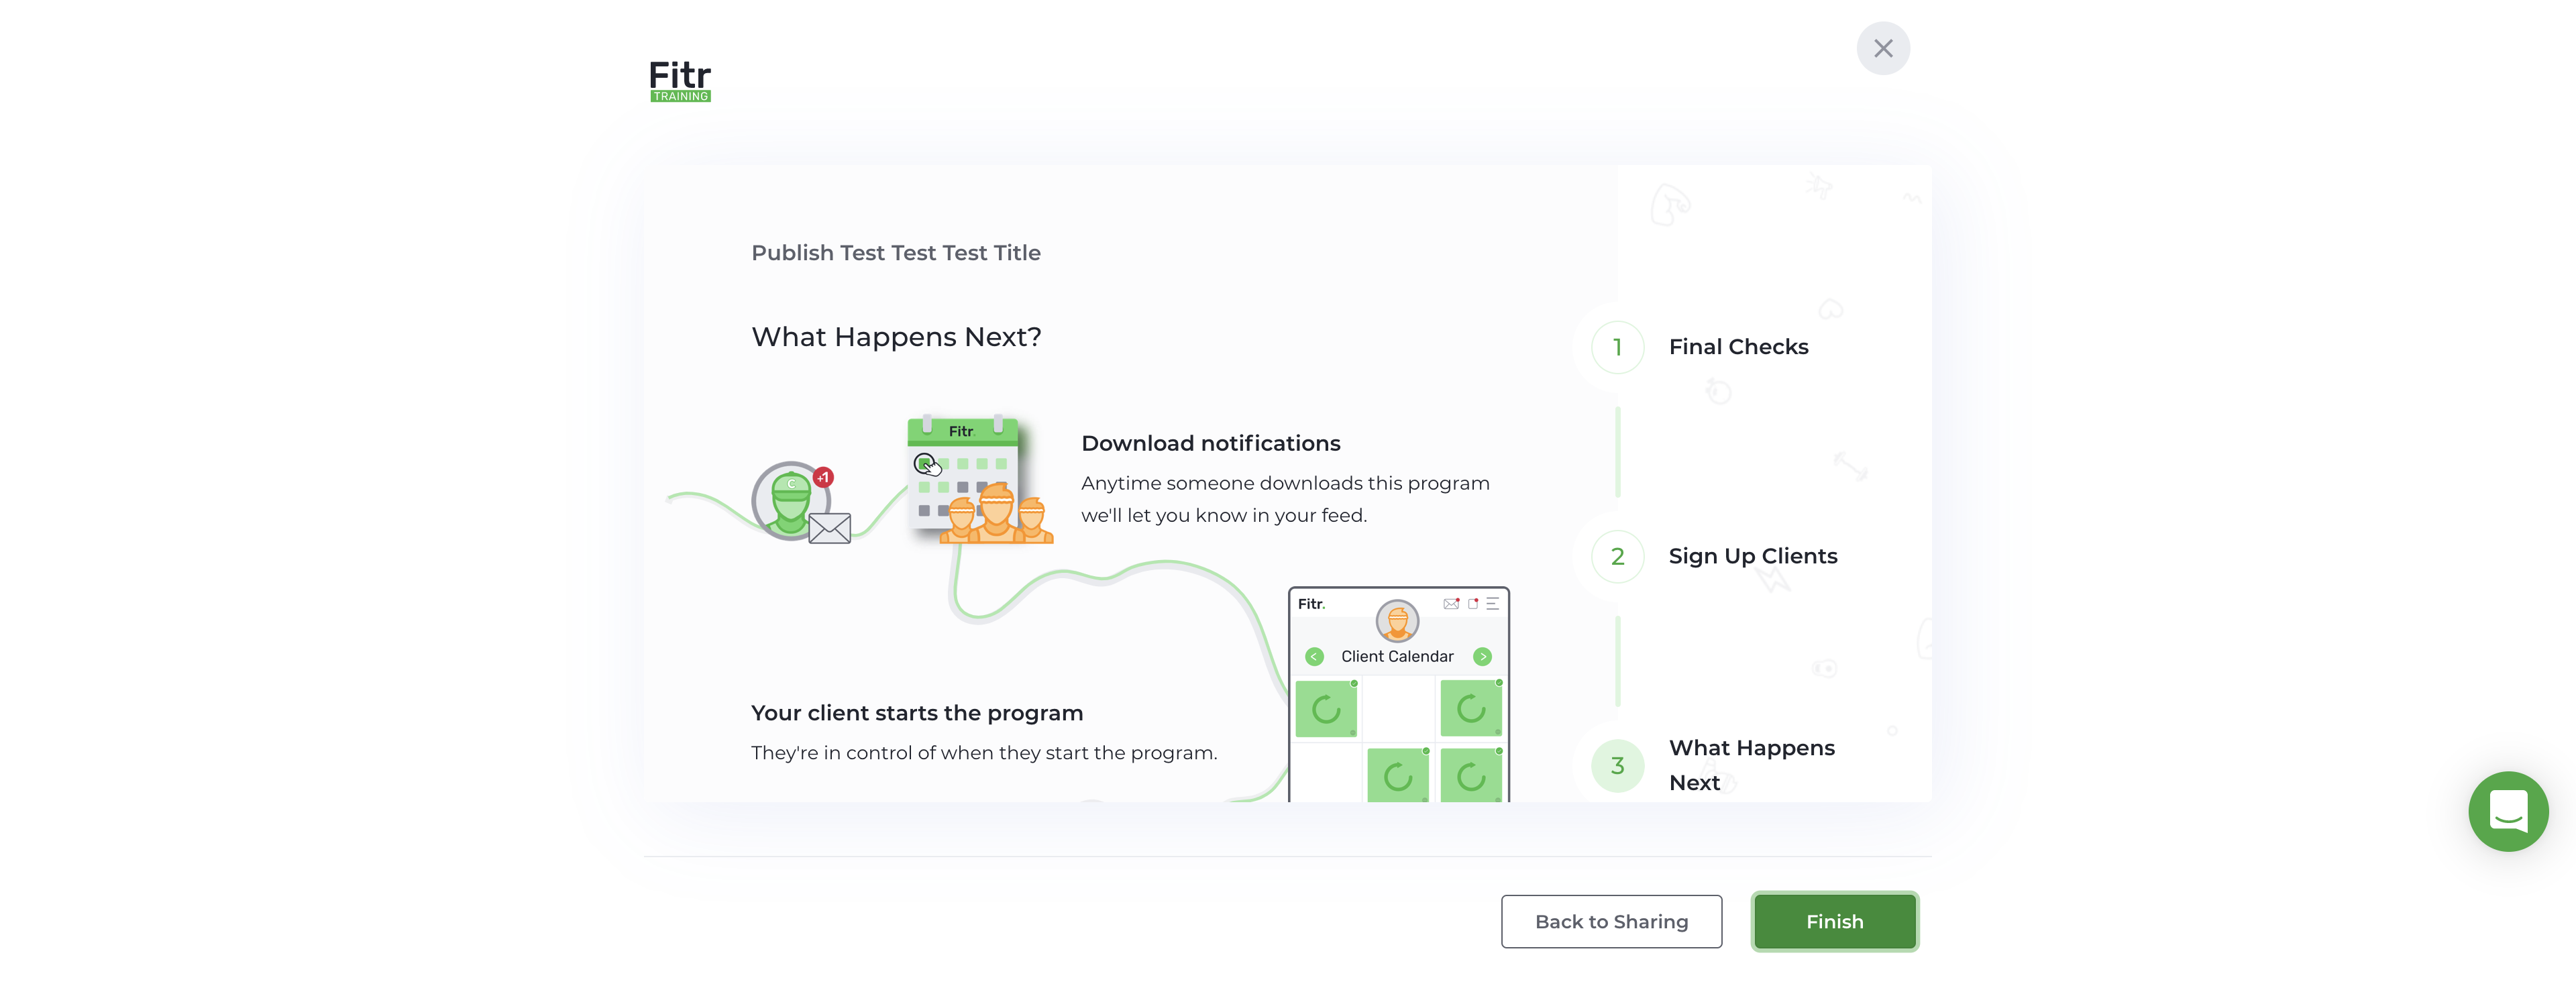 Fitr
TRAINING
Publish Test Test Test Title
What Happens Next?
Fitr.
C
+1
Download notifications
Anytime someone downloads this program
we'll let you know in your feed.
Fitr.
Client Calendar
Your client starts the program
They're in control of when they start the program.
1
Final Checks
2
Sign Up Clients
3
What Happens
Next
Back to Sharing
Finish